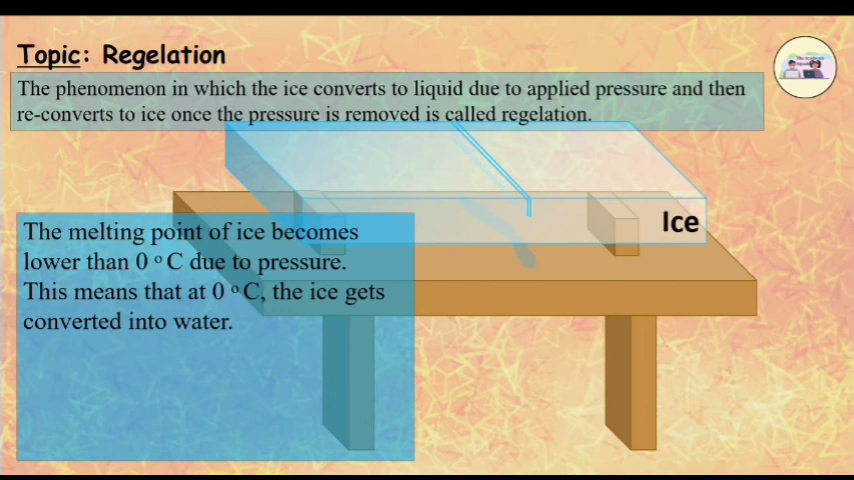 Topic: Regelation
The phenomenon in which the ice converts to liquid due to applied pressure and then
re-converts to ice once the pressure is removed is called regelation.
Ice
The melting point of ice becomes
lower than 0 ° C due to pressure.
This means that at 0 ° C, the ice gets
converted into water.